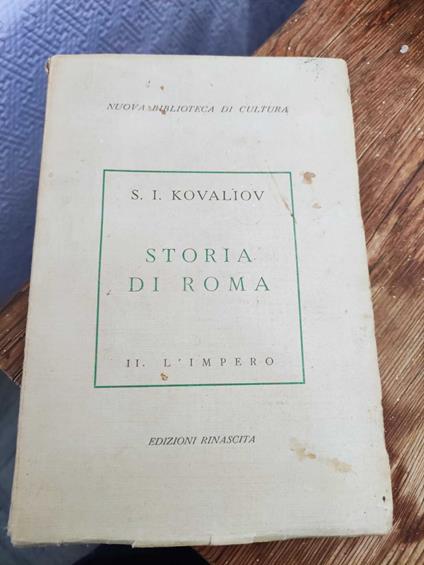 NUOVA BIBLIOTECA DI CULTURA
S. I. KOVALIOV
STORIA
DI ROMA
II. L'IMPERO
EDIZIONI RINASCITA